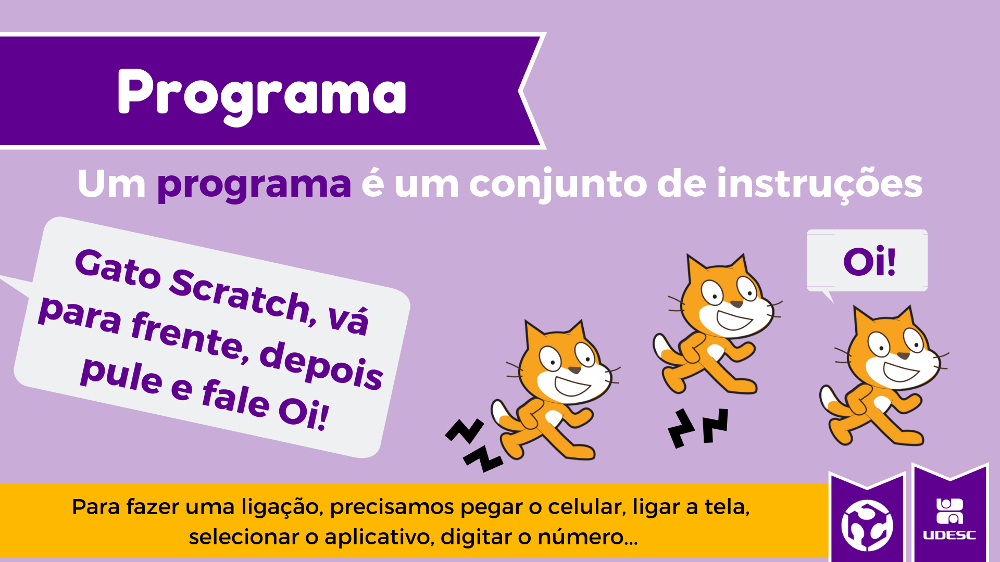 Programa
Um programa é um conjunto de instruções
Gato Scratch, vá
para frente, depois
pule e fale Oi!
Oi!
Para fazer uma ligação, precisamos pegar o celular, ligar a tela,
selecionar o aplicativo, digitar o número...
UDESC